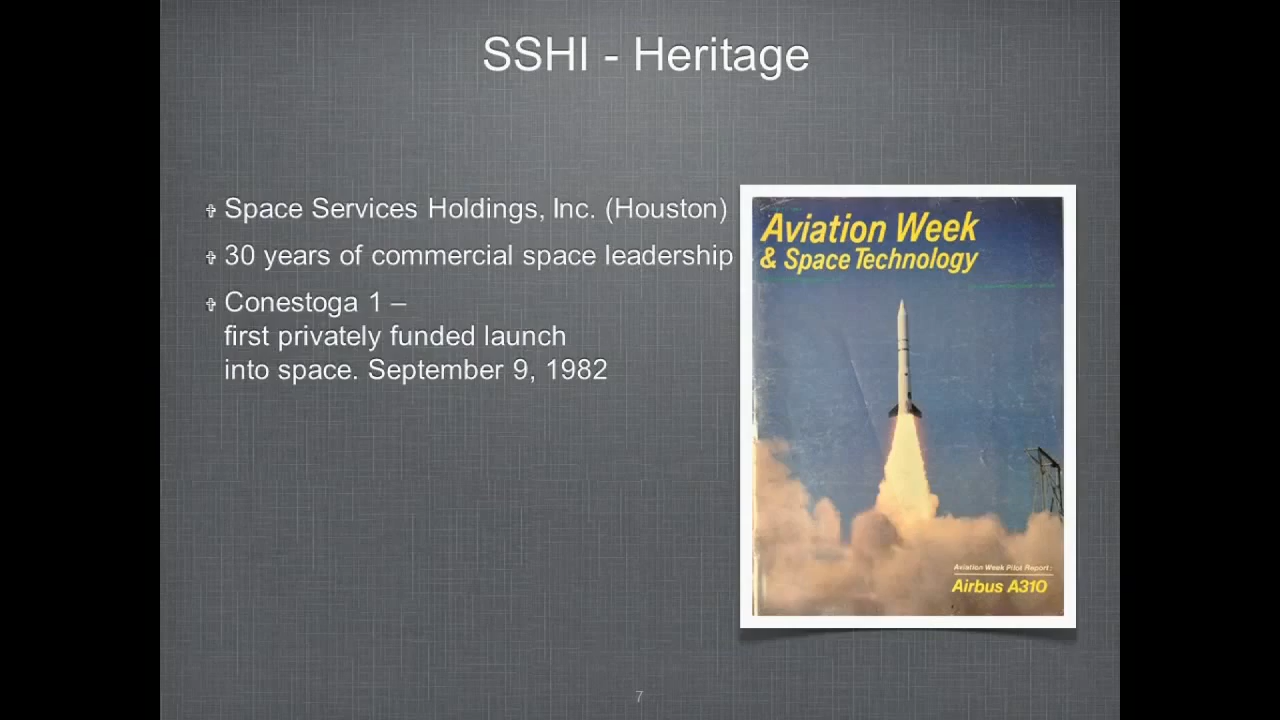 SSHI - Heritage
Space Services Holdings, Inc. (Houston)
30 years of commercial space leadership
Conestoga 1 –
first privately funded launch
into space. September 9, 1982
Aviation Week
& Space Technology
Aviation Week Pilot Report:
Airbus A310
7